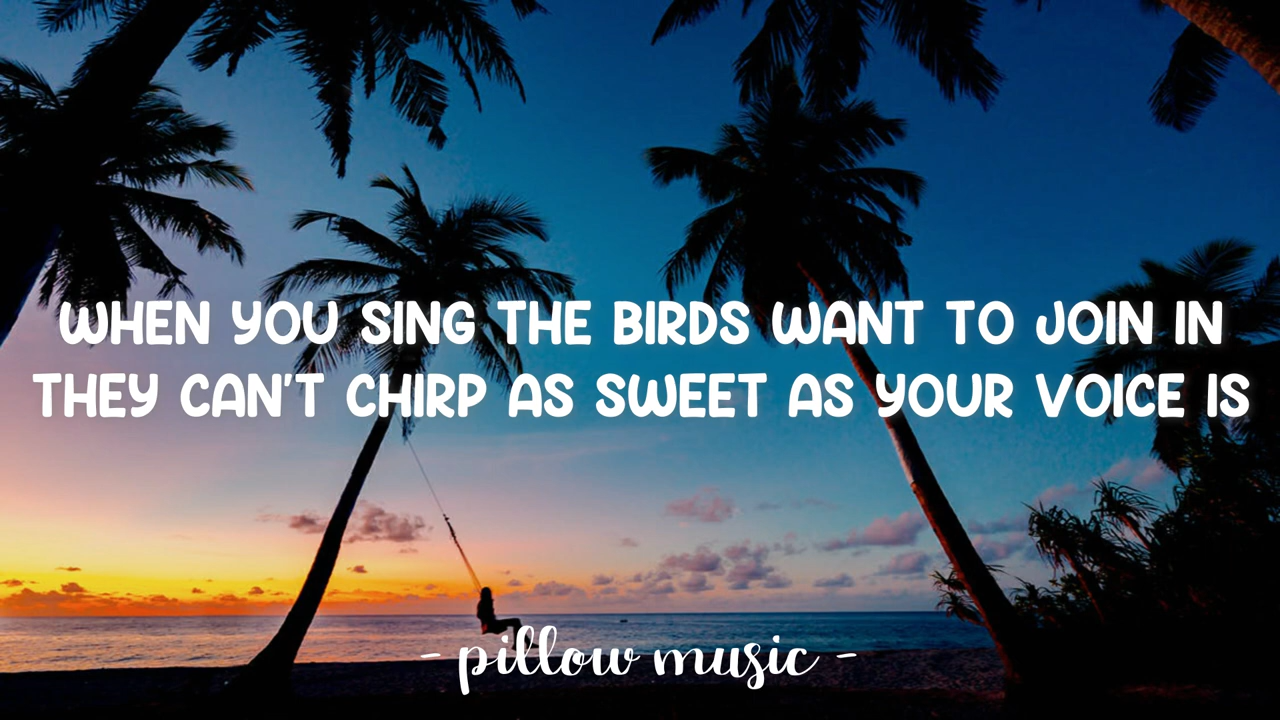 WHEN YOU SING THE BIRDS WANT TO JOIN IN
THEY CAN'T CHIRP AS SWEET AS YOUR VOICE IS
- pillow music -